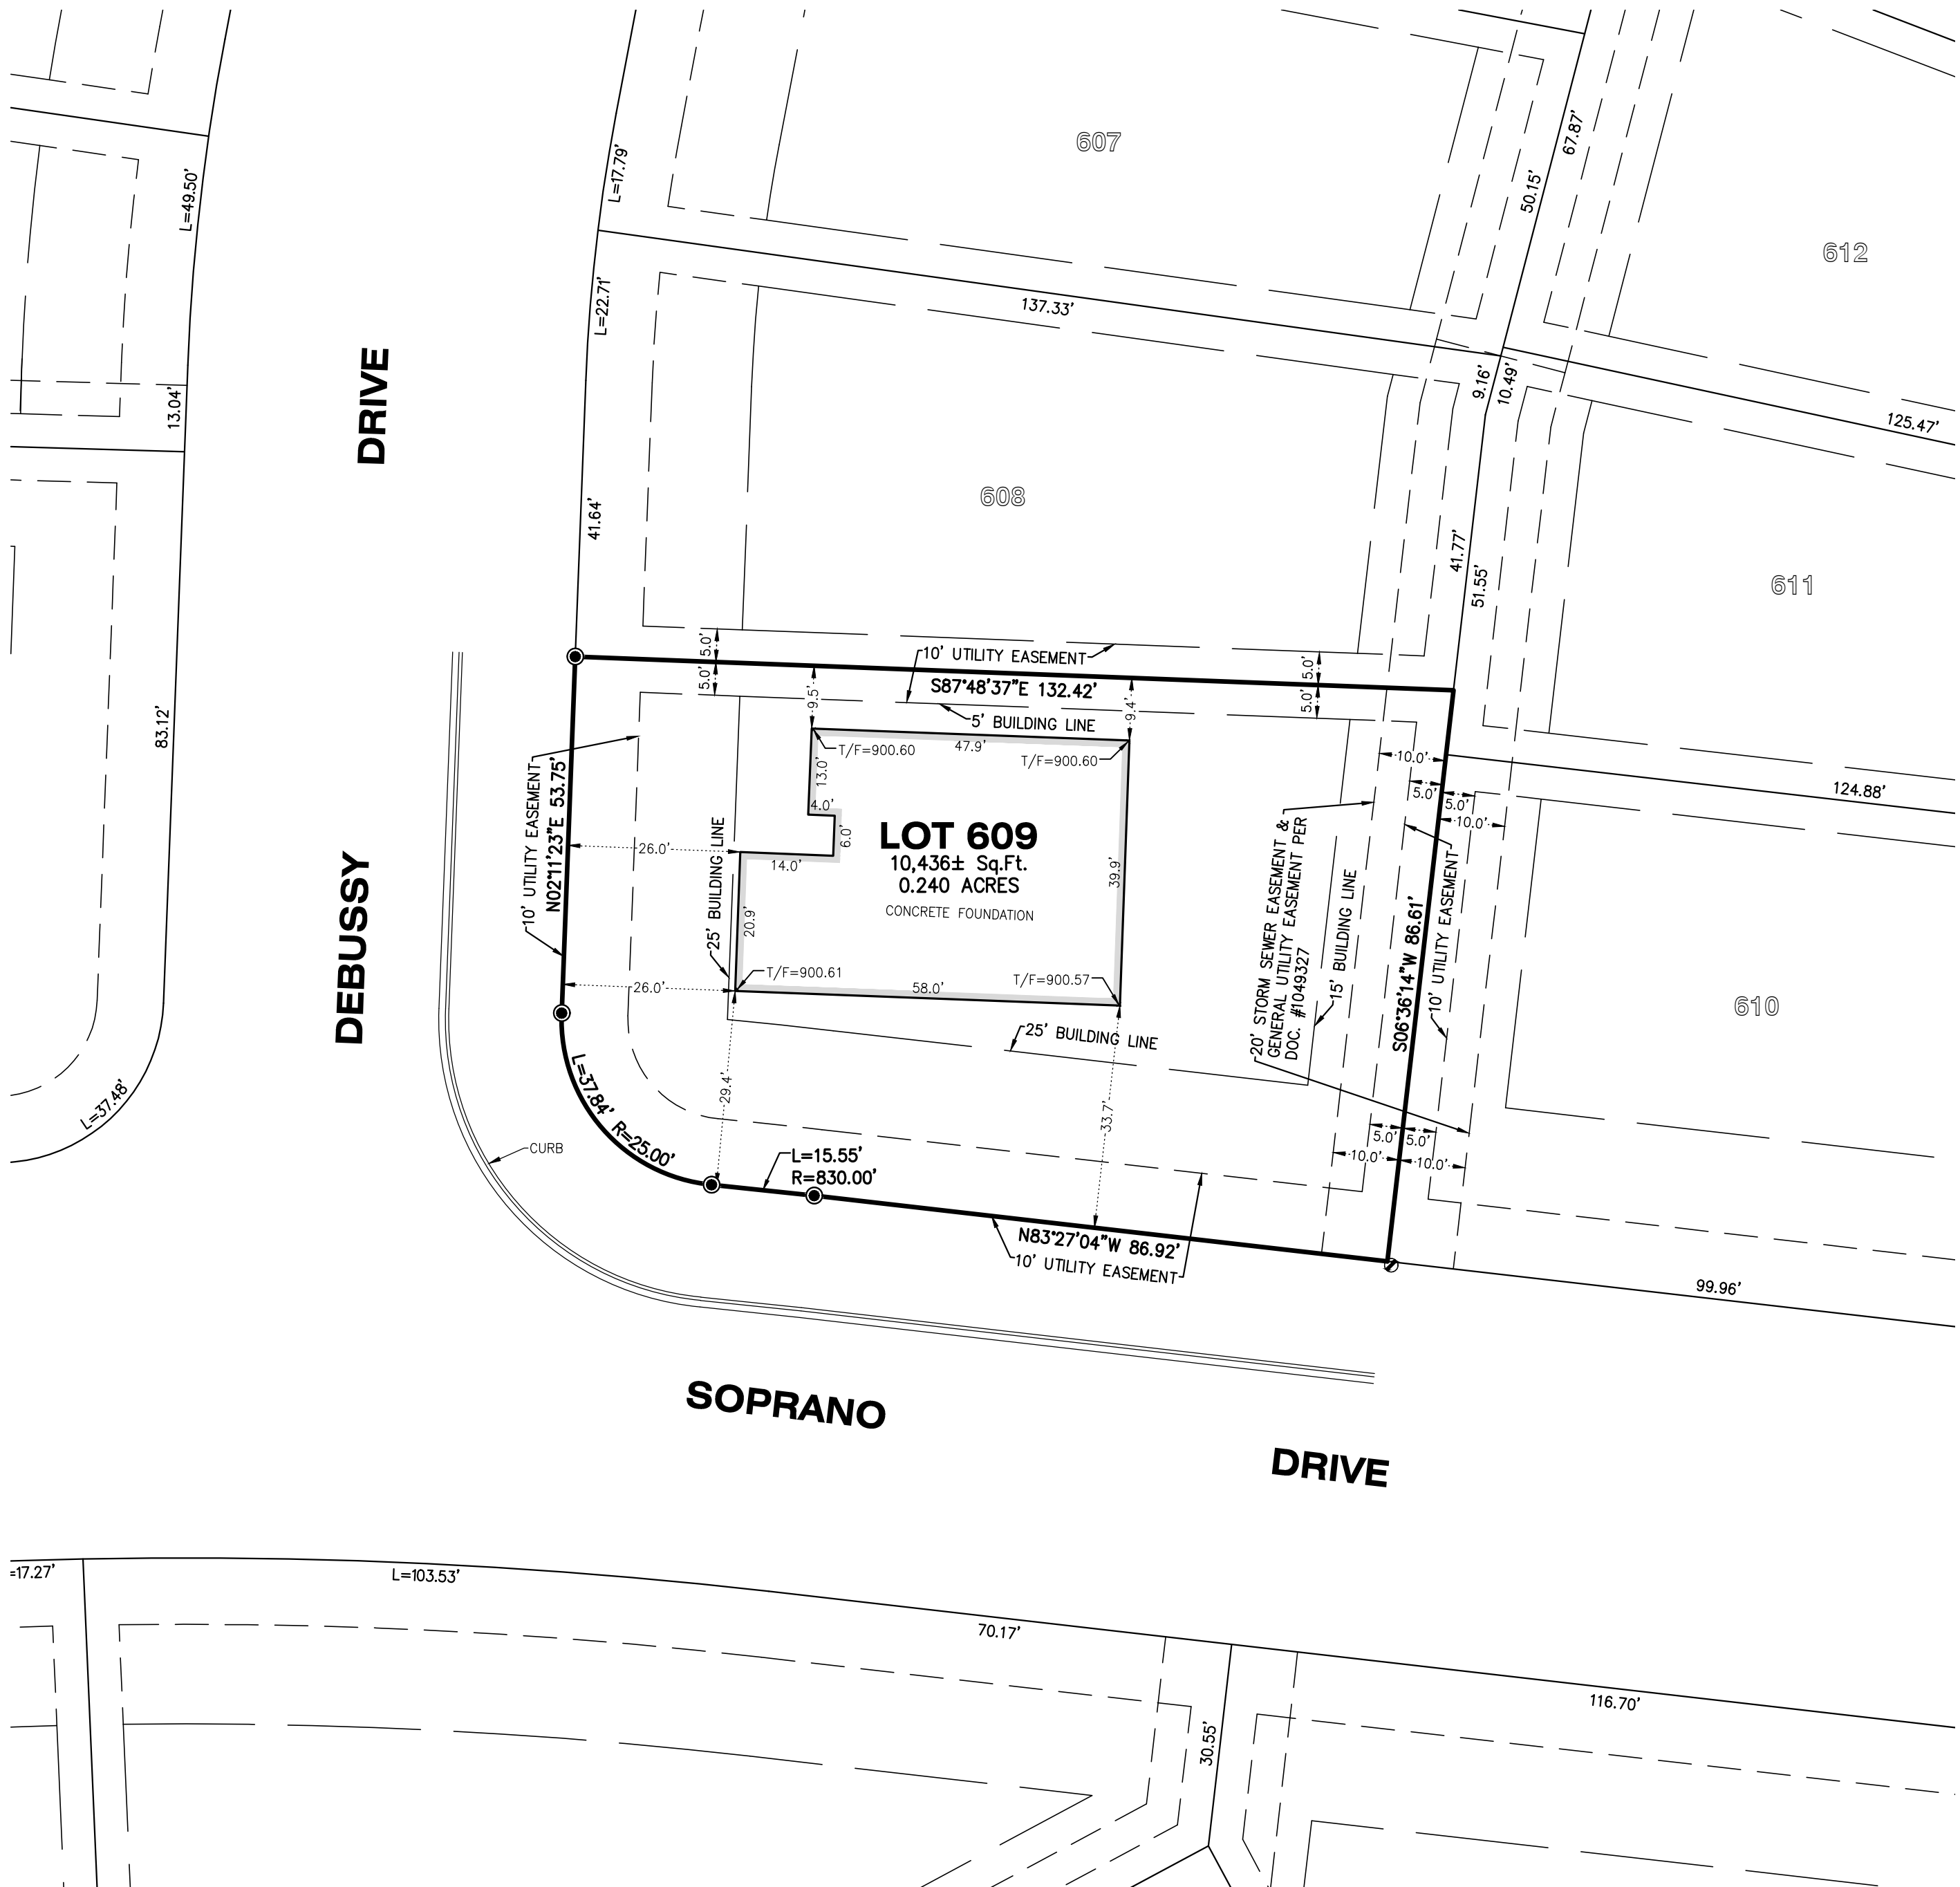 607
612
L=17.79'
L=49.50'
67.87'
50.15'
L=22.71'
137.33'
9.16'
10.49'
125.47'
13.04'
DRIVE
608
41.64'
41.77'
51.55'
611
5.0'
5.0'
10' UTILITY EASEMENT
5.0'
5.0'
S87°48'37"E 132.42'
9.5'
9.4'
5' BUILDING LINE
83.12'
T/F=900.60
47.9'
T/F=900.60
10.0'
124.88'
13.0'
5.0'
5.0'
10.0'
4.0'
6.0'
10' UTILITY EASEMENT
N02°11'23"E 53.75'
26.0'
14.0'
25' BUILDING LINE
LOT 609
10,436± Sq.Ft.
0.240 ACRES
CONCRETE FOUNDATION
39.9'
20.9'
T/F=900.61
58.0'
T/F=900.57
26.0'
20' STORM SEWER EASEMENT &
GENERAL UTILITY EASEMENT PER
DOC. #1049327
15' BUILDING LINE
S06°36'14"W 86.61'
10' UTILITY EASEMENT
610
DEBUSSY
25' BUILDING LINE
L=37.48'
L=37.84' R=25.00'
29.4'
33.7'
5.0'
5.0'
10.0'
10.0'
CURB
L=15.55'
R=830.00'
N83°27'04"W 86.92'
10' UTILITY EASEMENT
99.96'
SOPRANO
DRIVE
=17.27'
L=103.53'
70.17'
30.55'
116.70'